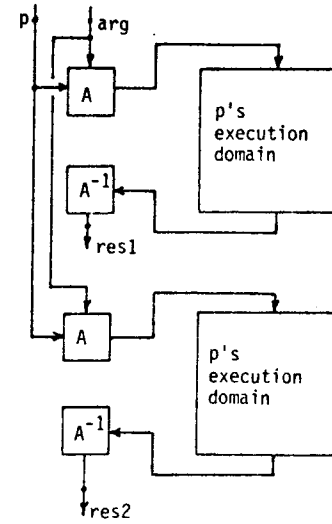 p
arg
A
p's
execution
domain
A⁻¹
res1
A
p's
execution
domain
A⁻¹
res2